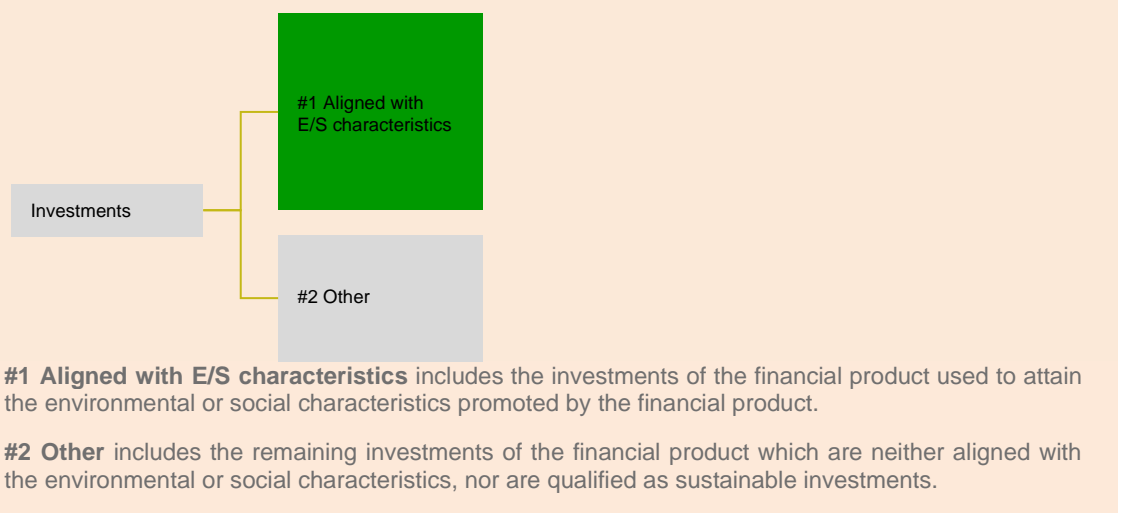 #1 Aligned with
E/S characteristics
Investments
#2 Other
#1 Aligned with E/S characteristics includes the investments of the financial product used to attain
the environmental or social characteristics promoted by the financial product.
#2 Other includes the remaining investments of the financial product which are neither aligned with
the environmental or social characteristics, nor are qualified as sustainable investments.